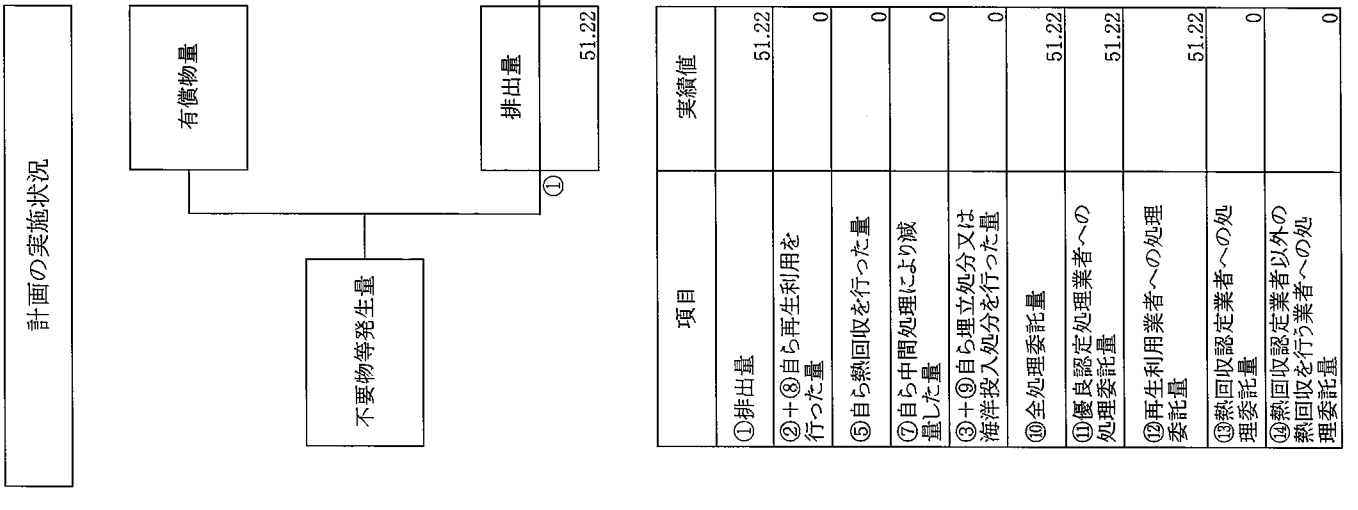 計画の実施状況
有償物量
不要物等発生量
排出量
51.22
①
項目
実績値
①排出量
51.22
②+⑧自ら再生利用を
行った量
0
⑤自ら熱回収を行った量
0
⑦自ら中間処理により減
量した量
0
③+⑨自ら埋立処分又は
海洋投入処分を行った量
0
⑩全処理委託量
51.22
⑪優良認定処理業者への
処理委託量
51.22
⑫再生利用業者への処理
委託量
51.22
⑬熱回収認定業者への処
理委託量
0
⑭熱回収認定業者以外の
熱回収を行う業者への処
理委託量
0